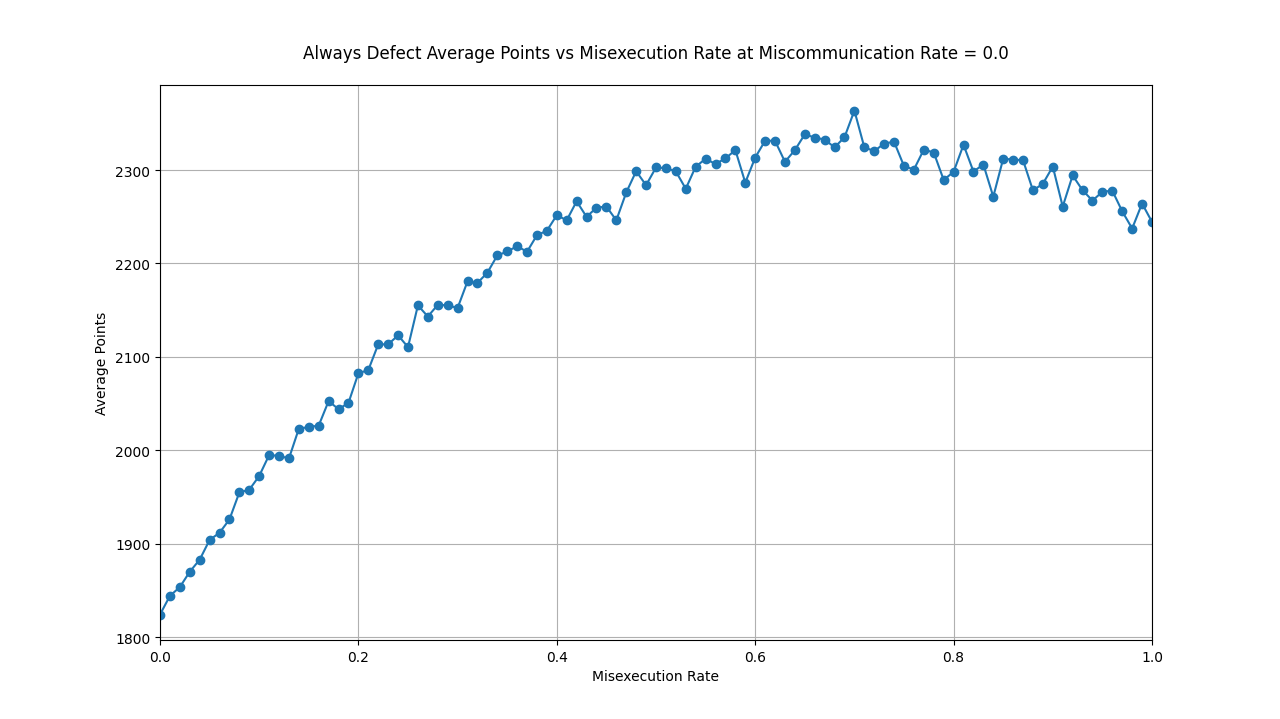 Always Defect Average Points vs Misexecution Rate at Miscommunication Rate = 0.0
Average Points
2300
2200
2100
2000
1900
1800
0.0 0.2 0.4 0.6 0.8 1.0
Misexecution Rate